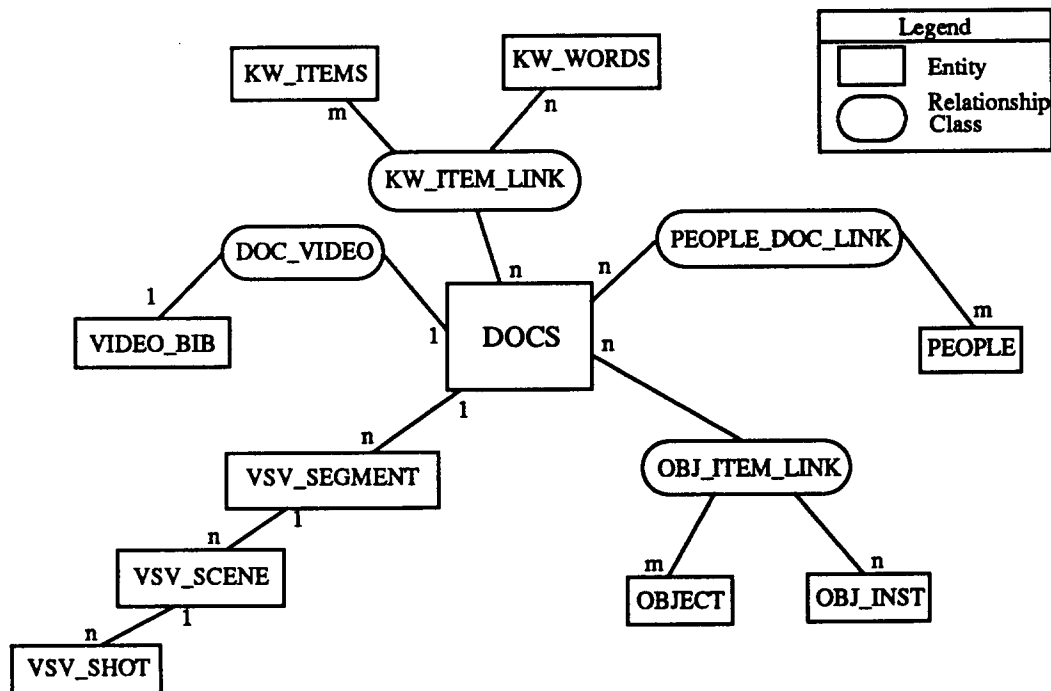 Legend
Entity
Relationship
Class
KW_ITEMS
KW_WORDS
m
n
KW_ITEM_LINK
n
DOC_VIDEO
PEOPLE_DOC_LINK
1
1
n
m
VIDEO_BIB
DOCS
PEOPLE
n
1
n
VSV_SEGMENT
OBJ_ITEM_LINK
1
n
VSV_SCENE
m
n
OBJECT
OBJ_INST
1
n
VSV_SHOT